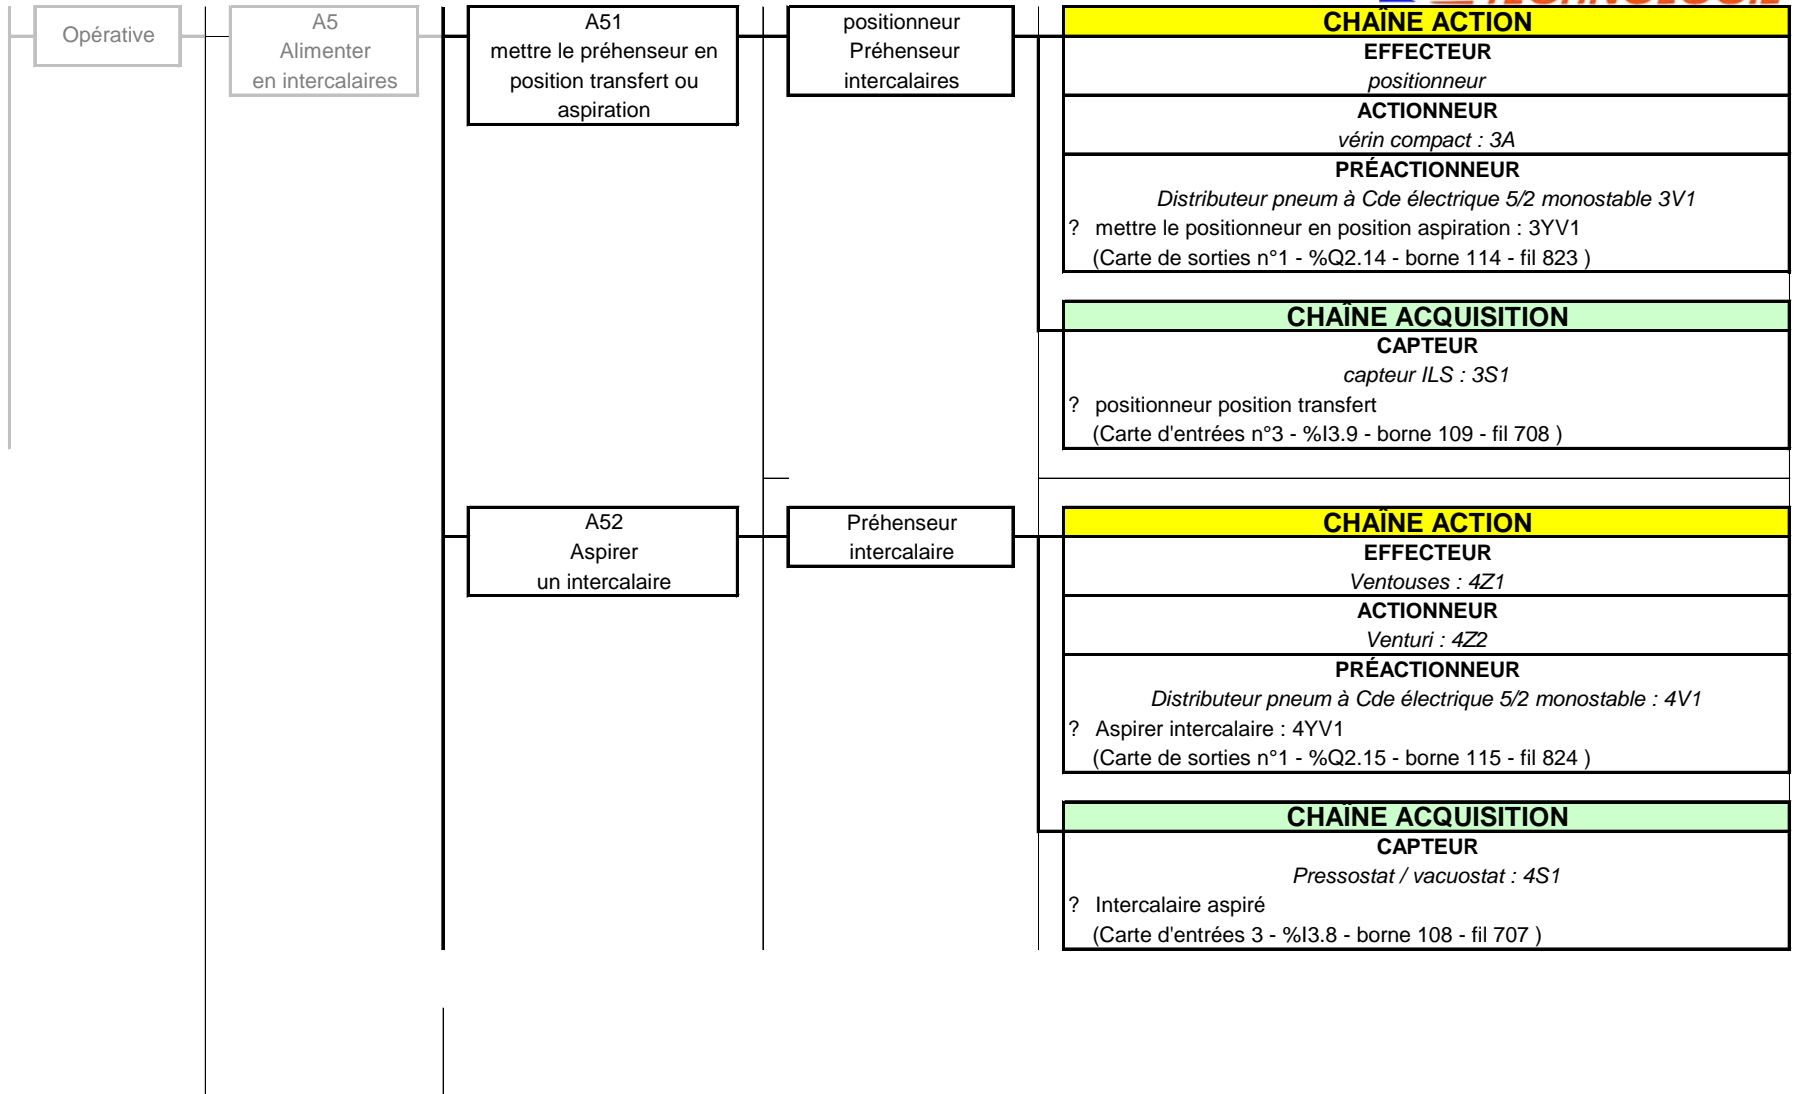 Opérative
A5
Alimenter
en intercalaires
A51
mettre le préhenseur en
position transfert ou
aspiration
positionneur
Préhenseur
intercalaires
CHAÎNE ACTION
EFFECTEUR
positionneur
ACTIONNEUR
vérin compact : 3A
PRÉACTIONNEUR
Distributeur pneum à Cde électrique 5/2 monostable 3V1
? mettre le positionneur en position aspiration : 3YV1
(Carte de sorties n°1 - %Q2.14 - borne 114 - fil 823 )
CHAÎNE ACQUISITION
CAPTEUR
capteur ILS : 3S1
? positionneur position transfert
(Carte d'entrées n°3 - %I3.9 - borne 109 - fil 708 )
A52
Aspirer
un intercalaire
Préhenseur
intercalaire
CHAÎNE ACTION
EFFECTEUR
Ventouses : 4Z1
ACTIONNEUR
Venturi : 4Z2
PRÉACTIONNEUR
Distributeur pneum à Cde électrique 5/2 monostable : 4V1
? Aspirer intercalaire : 4YV1
(Carte de sorties n°1 - %Q2.15 - borne 115 - fil 824 )
CHAÎNE ACQUISITION
CAPTEUR
Pressostat / vacuostat : 4S1
? Intercalaire aspiré
(Carte d'entrées 3 - %I3.8 - borne 108 - fil 707 )